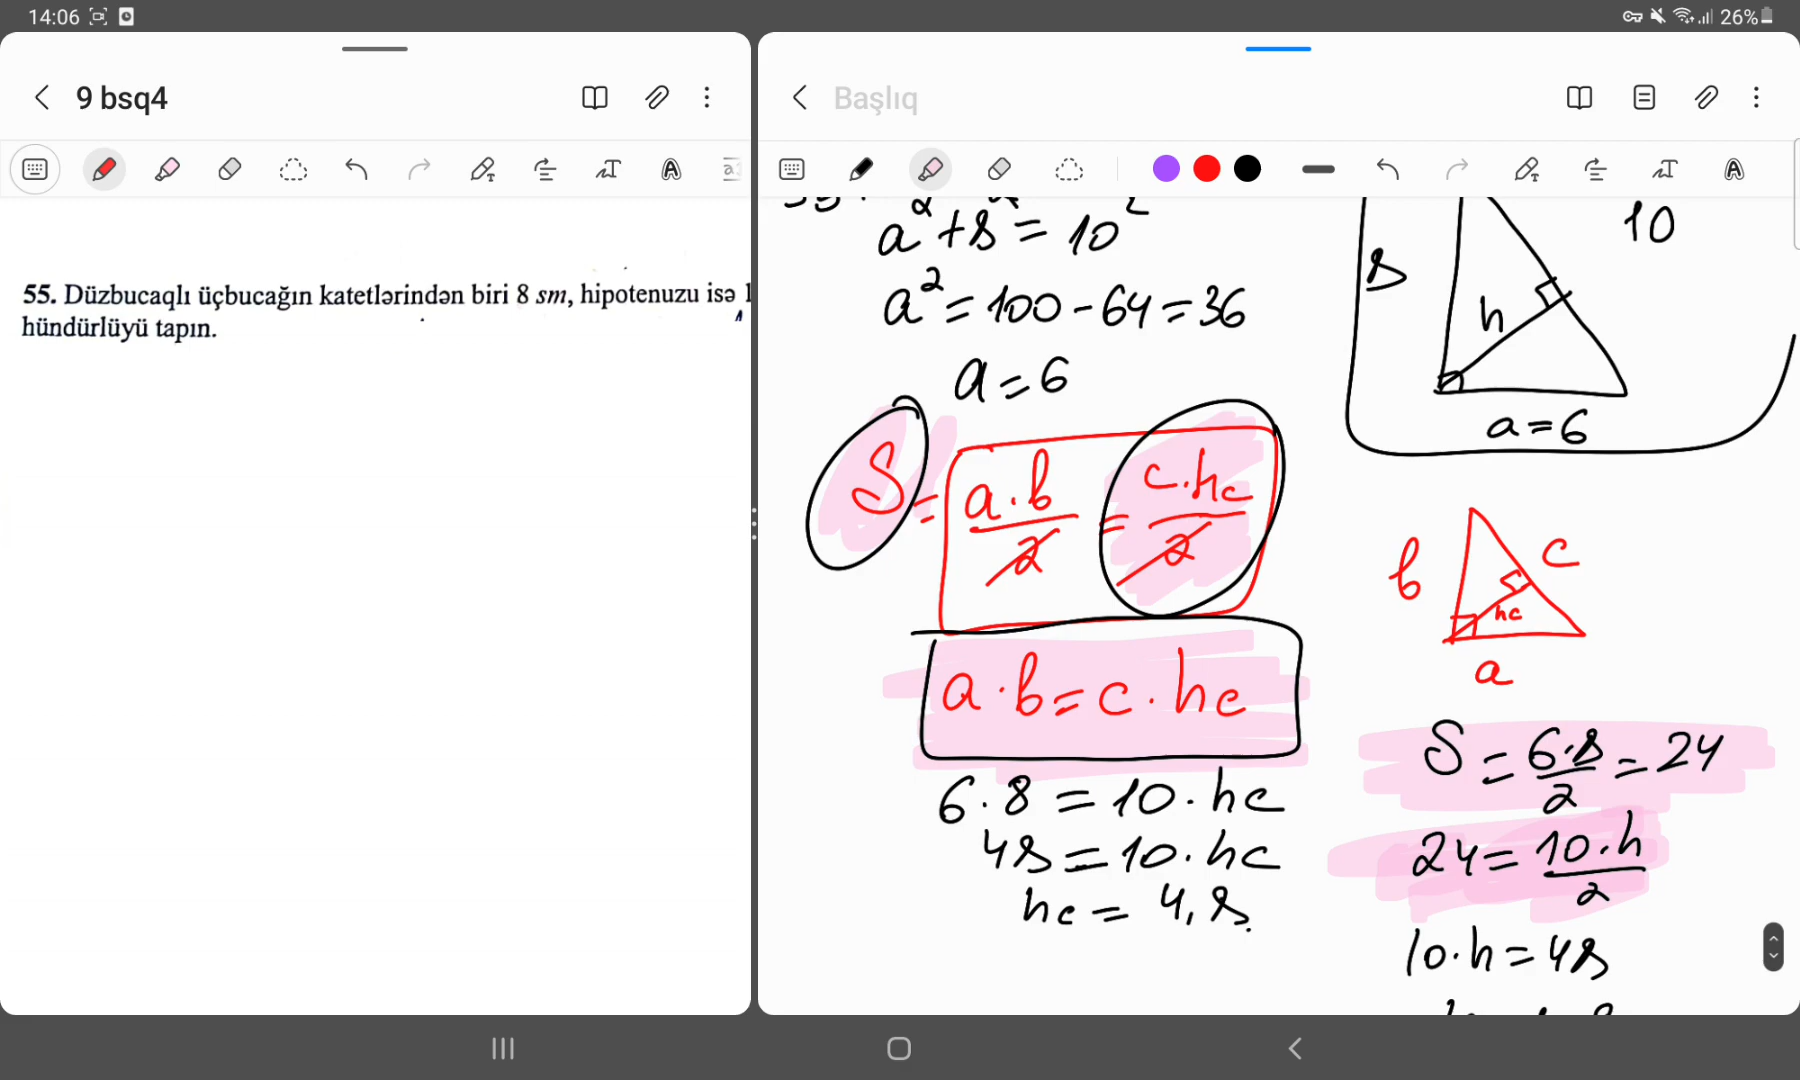 14:06
26%
9 bsq4
55. Düzbucaqlı üçbucağın katetlərindən biri 8 sm, hipotenuzu isə 1
hündürlüyü tapın.
Başlıq
a² + 8² = 10²
a² = 100 - 64 = 36
a = 6
S = a·b/2 = c·hc/2
a·b = c·hc
6·8 = 10·hc
48 = 10·hc
hc = 4,8
10
8
h
a = 6
b
c
hc
a
S = 6·8/2 = 24
24 = 10·h/2
10·h = 48